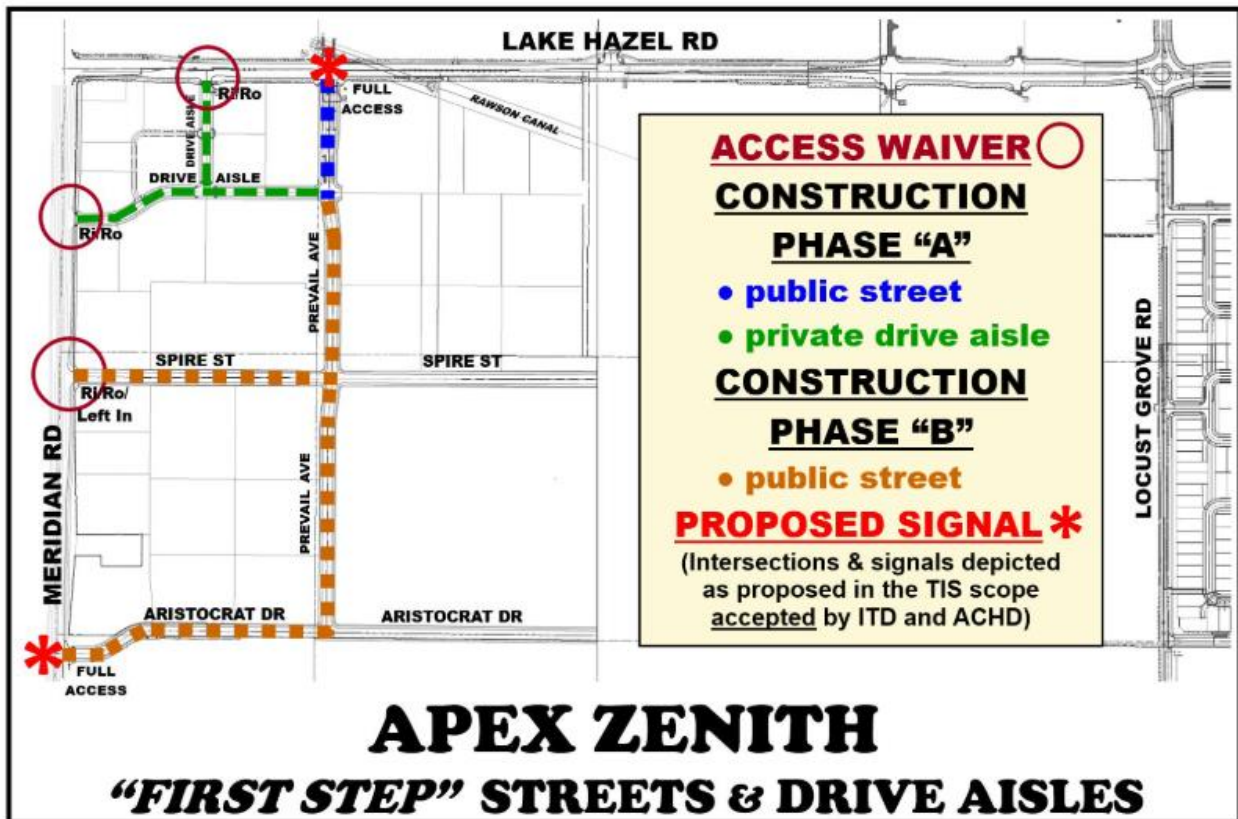 LAKE HAZEL RD
Ri/Ro
FULL
ACCESS
RAWSON CANAL
DRIVE AISLE
DRIVE AISLE
Ri/Ro
PREVAIL AVE
SPIRE ST
SPIRE ST
Ri/Ro/
Left In
MERIDIAN RD
PREVAIL AVE
ARISTOCRAT DR
ARISTOCRAT DR
FULL
ACCESS
ACCESS WAIVER
CONSTRUCTION
PHASE “A”
• public street
• private drive aisle
CONSTRUCTION
PHASE “B”
• public street
PROPOSED SIGNAL *
(Intersections & signals depicted
as proposed in the TIS scope
accepted by ITD and ACHD)
LOCUST GROVE RD
APEX ZENITH
“FIRST STEP” STREETS & DRIVE AISLES